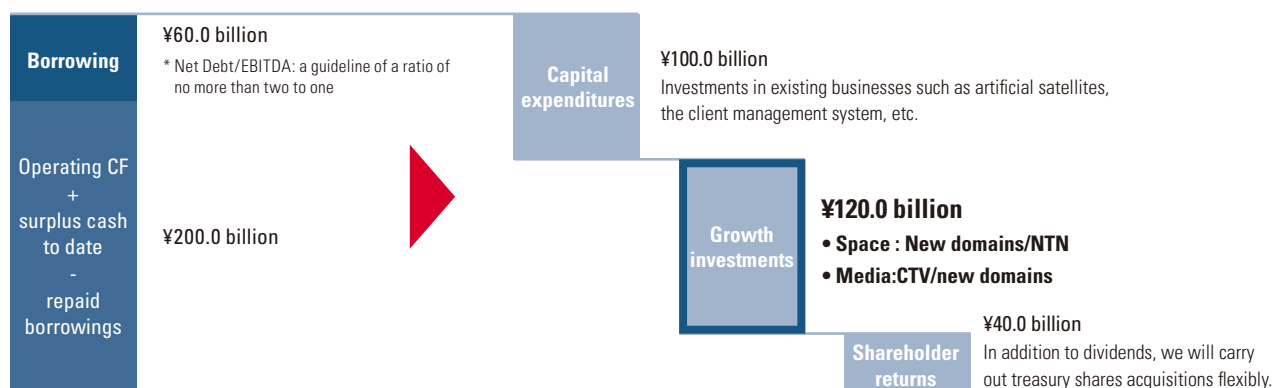 Borrowing
¥60.0 billion
* Net Debt/EBITDA: a guideline of a ratio of
no more than two to one
Operating CF
+
surplus cash
to date
-
repaid
borrowings
¥200.0 billion
Capital
expenditures
¥100.0 billion
Investments in existing businesses such as artificial satellites,
the client management system, etc.
Growth
investments
¥120.0 billion
• Space : New domains/NTN
• Media:CTV/new domains
Shareholder
returns
¥40.0 billion
In addition to dividends, we will carry
out treasury shares acquisitions flexibly.